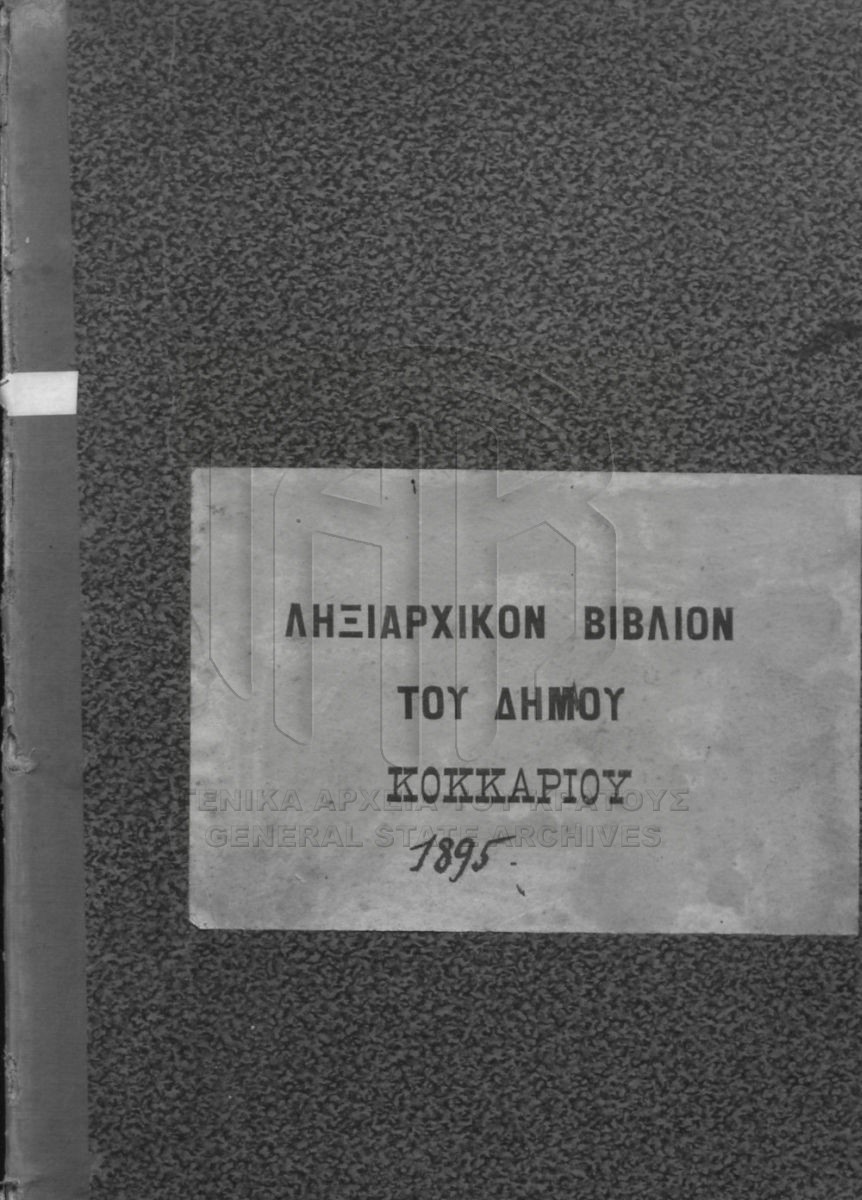 ΛΗΞΙΑΡΧΙΚΟΝ ΒΙΒΛΙΟΝ
ΤΟΥ ΔΗΜΟΥ
ΚΟΚΚΑΡΙΟΥ
ΓΕΝΙΚΑ ΑΡΧΕΙΑ ΤΟΥ ΚΡΑΤΟΥΣ
GENERAL STATE ARCHIVES
1895.